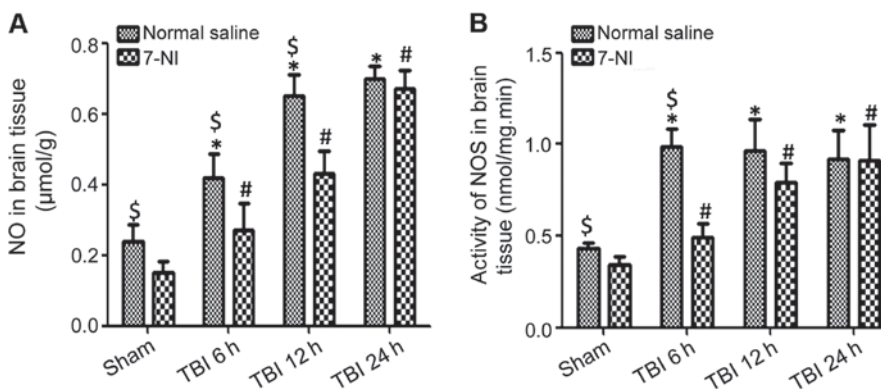 A
Normal saline
7-NI
NO in brain tissue
(μmol/g)
0.8
0.6
0.4
0.2
0.0
$
$
*
#
$
*
#
*
#
Sham
TBI 6 h
TBI 12 h
TBI 24 h
B
Normal saline
7-NI
Activity of NOS in brain
tissue (nmol/mg.min)
1.5
1.0
0.5
0.0
$
$
*
#
*
#
*
#
Sham
TBI 6 h
TBI 12 h
TBI 24 h